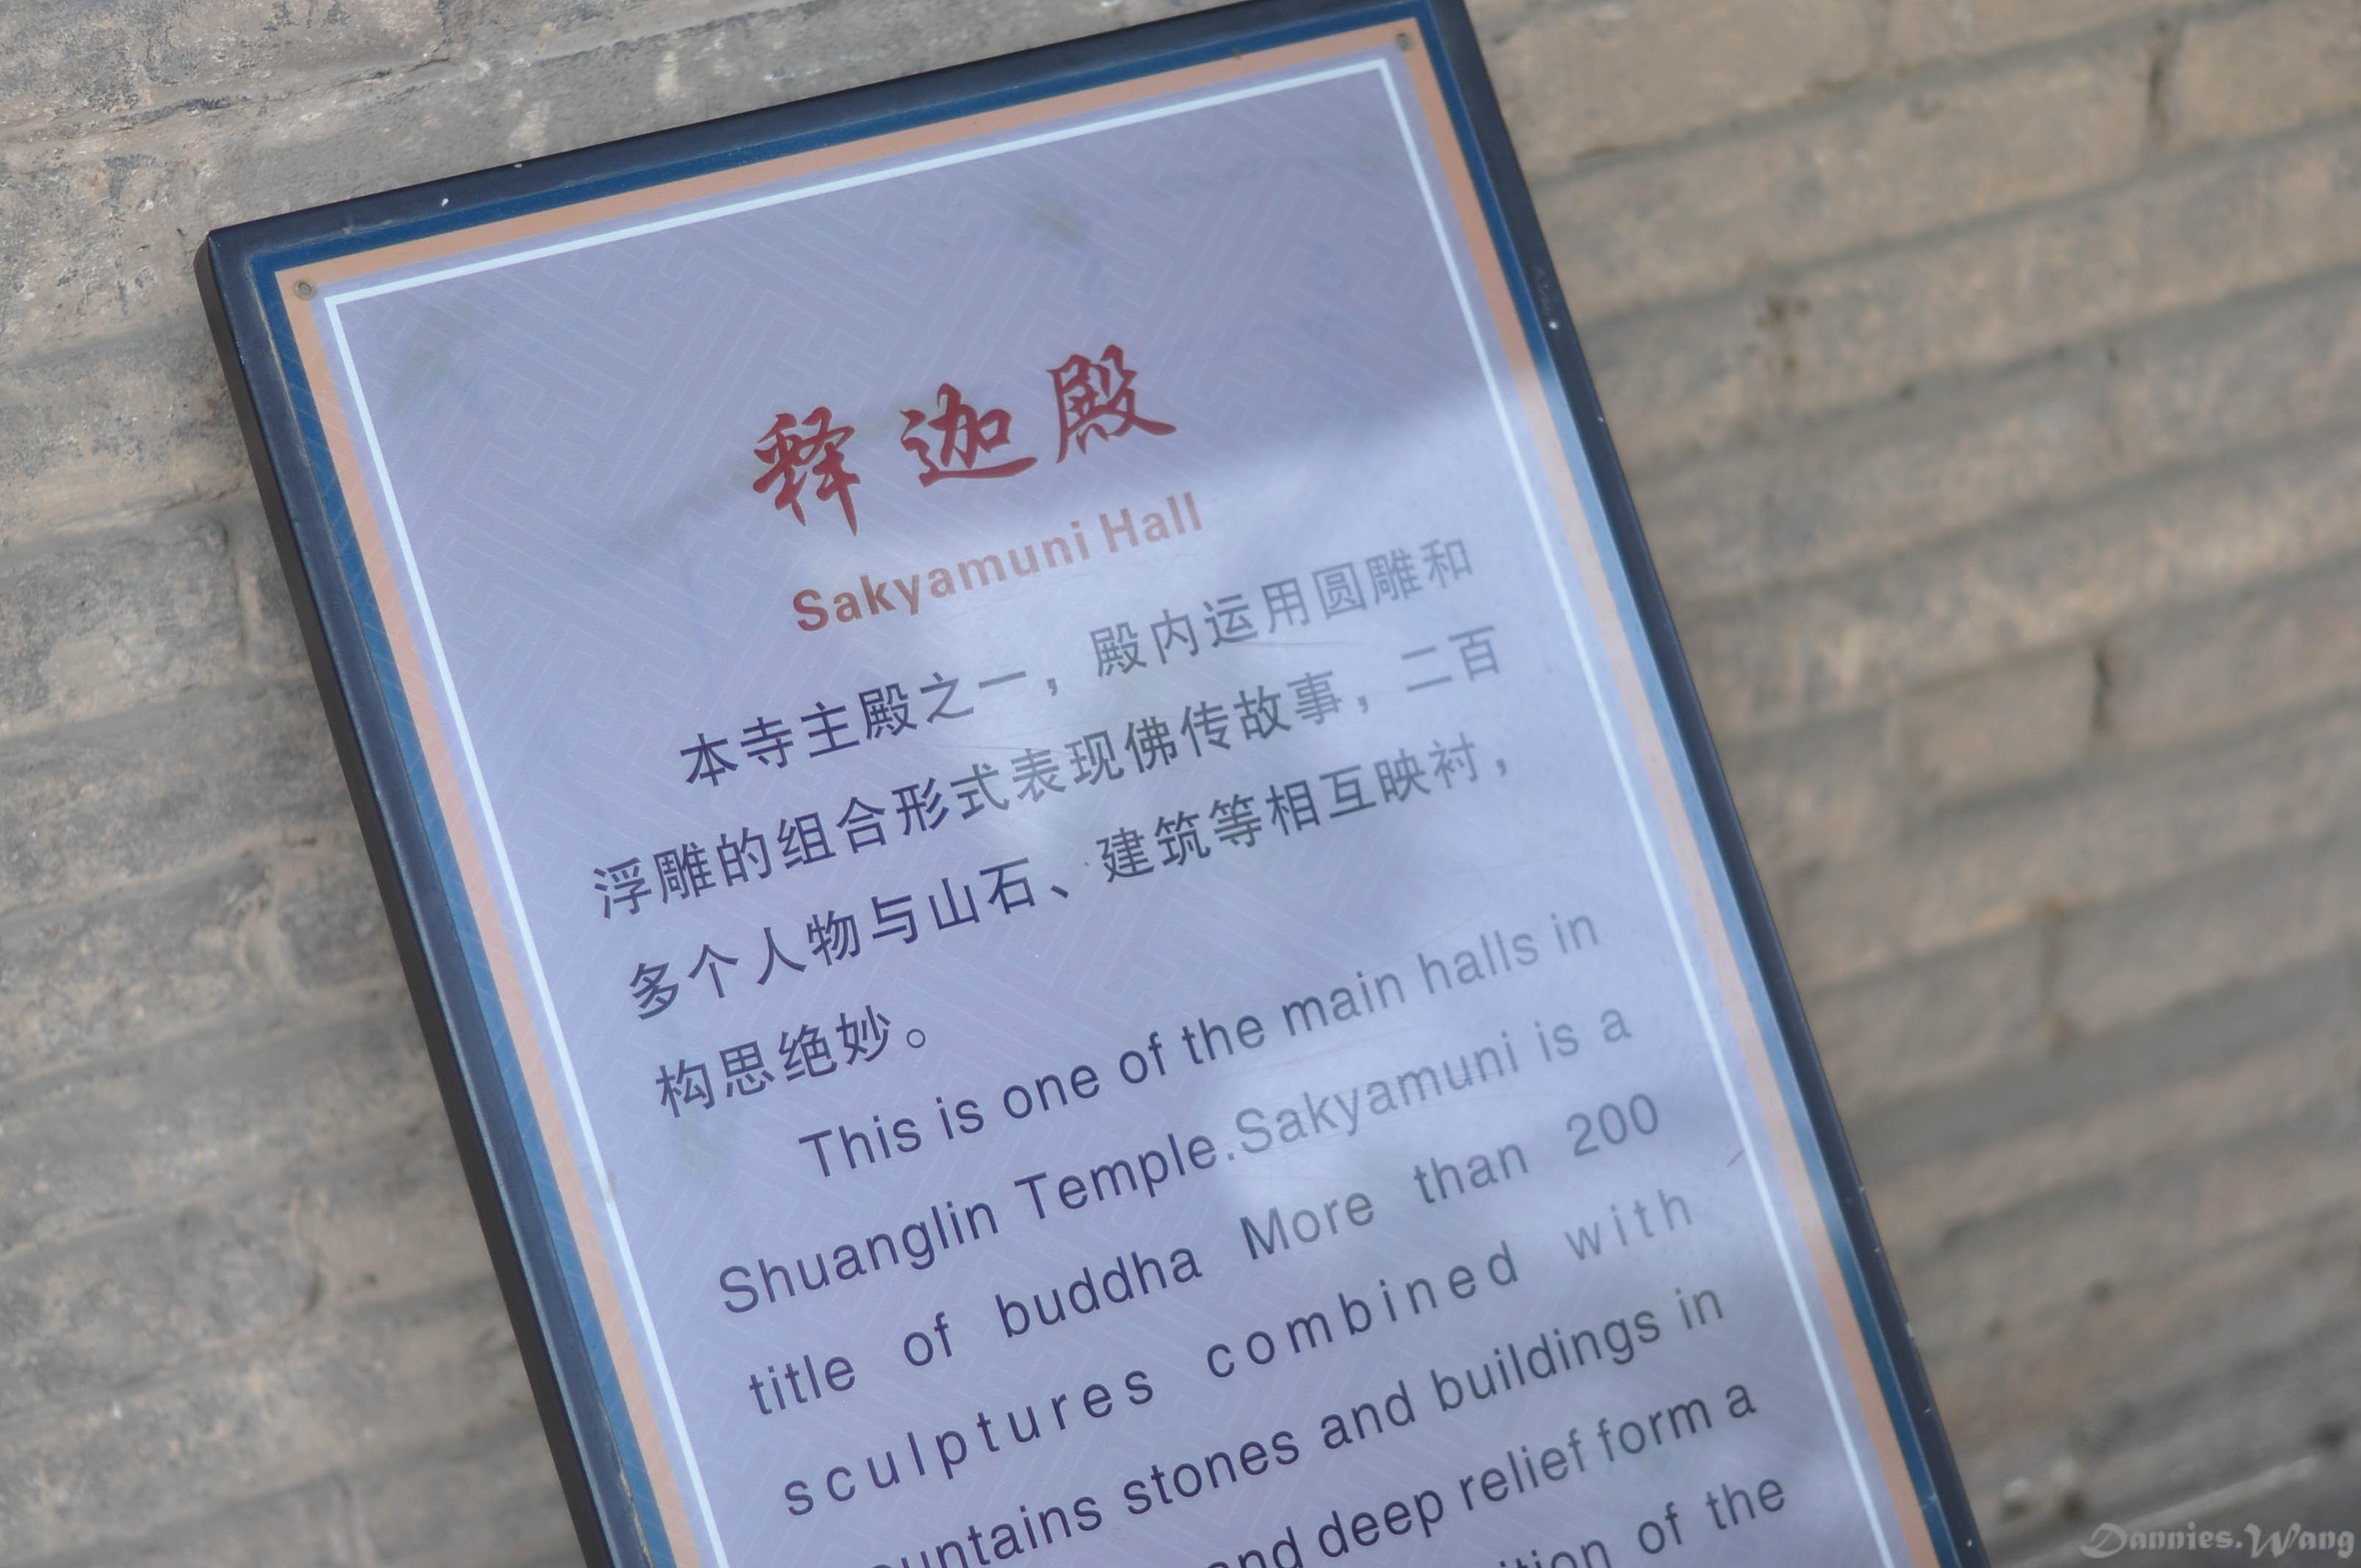 释迦殿
Sakyamuni Hall
本寺主殿之一，殿内运用圆雕和
浮雕的组合形式表现佛传故事，二百
多个人物与山石、建筑等相互映衬，
构思绝妙。
This is one of the main halls in
Shuanglin Temple.Sakyamuni is a
title of buddha More than 200
sculptures combined with
stones and buildings in
and deep relief form a
of the
Dannies.Wang